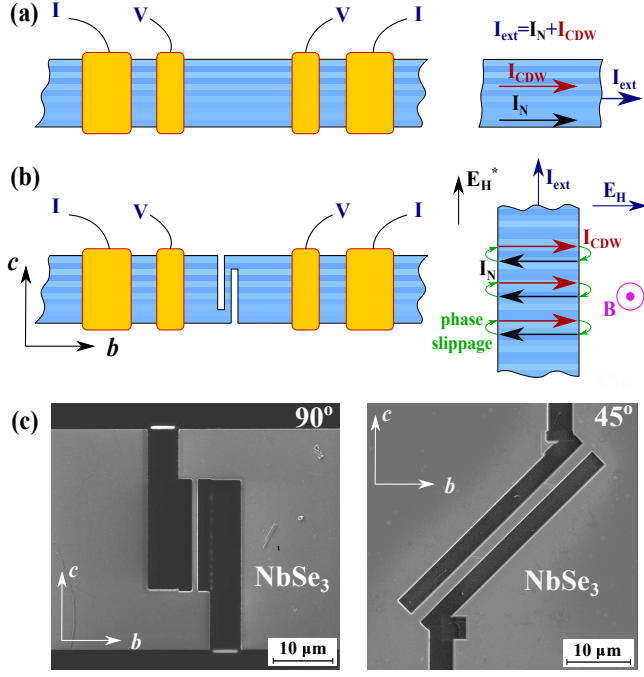 (a)
I V V I
I_ext=I_N+I_CDW
I_CDW
I_N
I_ext
(b)
I V V I
c
b
E_H^*
I_ext
E_H
I_CDW
I_N
B
phase
slippage
(c)
90°
c
b
NbSe₃
10 µm
45°
c
b
NbSe₃
10 µm